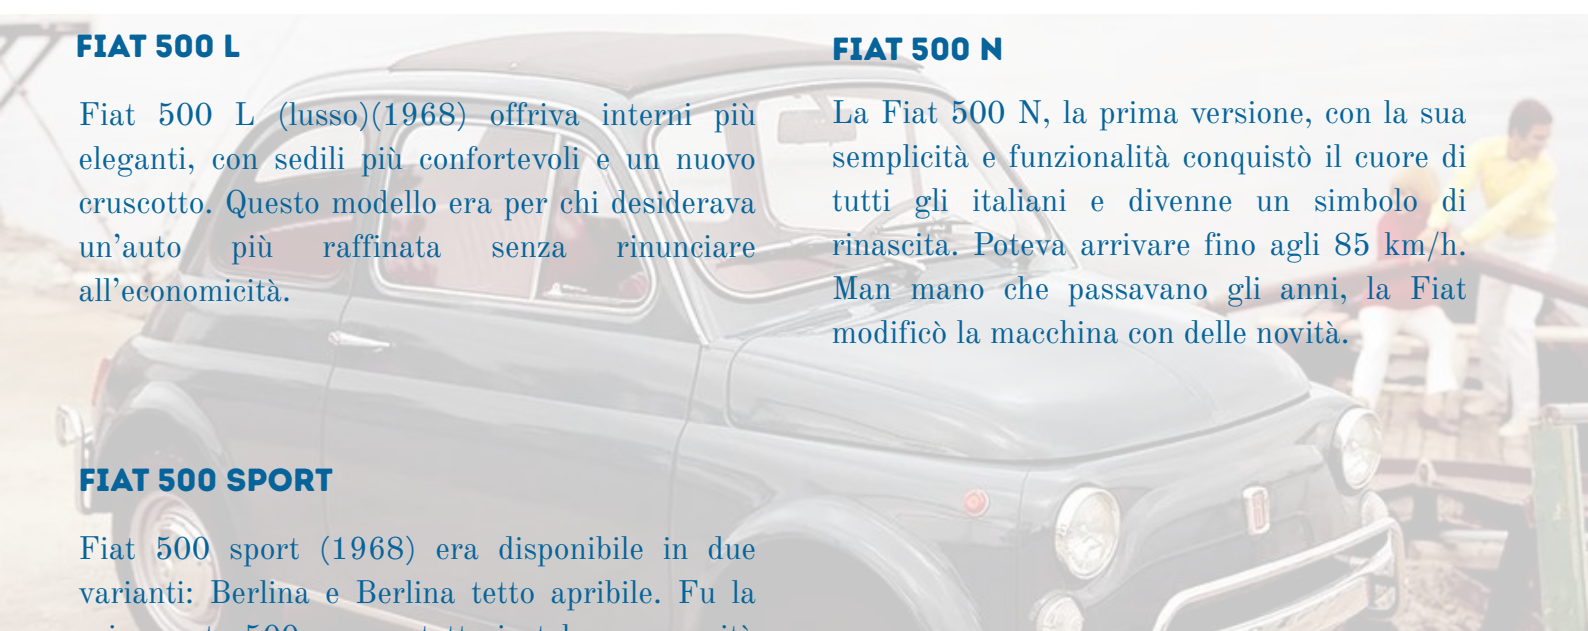 FIAT 500 L
Fiat 500 L (lusso)(1968) offriva interni più
eleganti, con sedili più confortevoli e un nuovo
cruscotto. Questo modello era per chi desiderava
un’auto più raffinata senza rinunciare
all’economicità.
FIAT 500 SPORT
Fiat 500 sport (1968) era disponibile in due
varianti: Berlina e Berlina tetto apribile. Fu la
500
FIAT 500 N
La Fiat 500 N, la prima versione, con la sua
semplicità e funzionalità conquistò il cuore di
tutti gli italiani e divenne un simbolo di
rinascita. Poteva arrivare fino agli 85 km/h.
Man mano che passavano gli anni, la Fiat
modificò la macchina con delle novità.